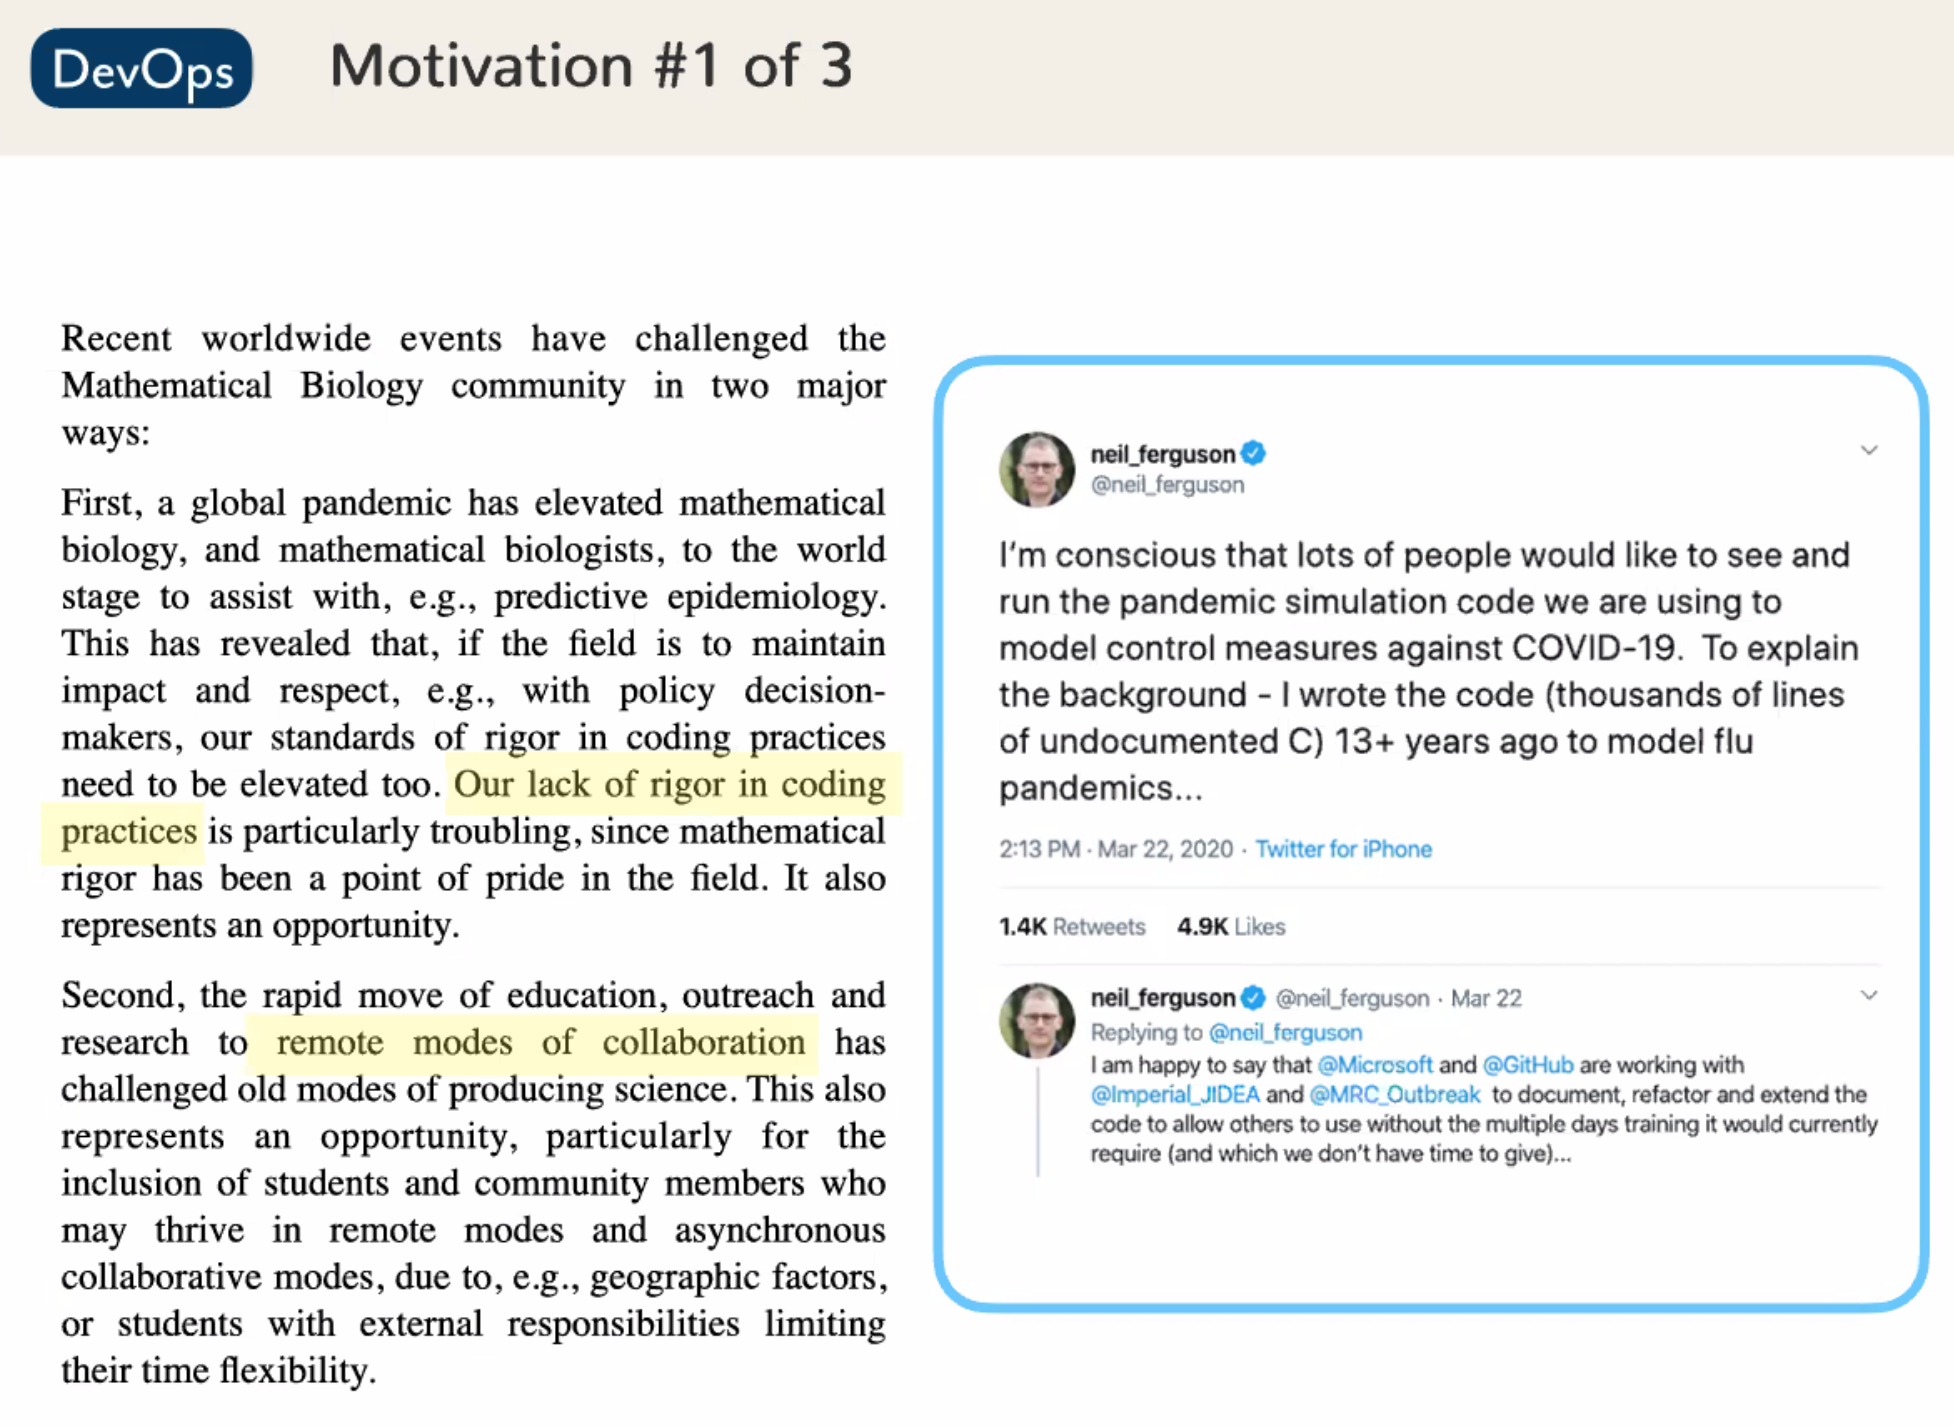 DevOps
Motivation #1 of 3
Recent worldwide events have challenged the
Mathematical Biology community in two major
ways:
First, a global pandemic has elevated mathematical
biology, and mathematical biologists, to the world
stage to assist with, e.g., predictive epidemiology.
This has revealed that, if the field is to maintain
impact and respect, e.g., with policy decision-
makers, our standards of rigor in coding practices
need to be elevated too. Our lack of rigor in coding
practices is particularly troubling, since mathematical
rigor has been a point of pride in the field. It also
represents an opportunity.
Second, the rapid move of education, outreach and
research to remote modes of collaboration has
challenged old modes of producing science. This also
represents an opportunity, particularly for the
inclusion of students and community members who
may thrive in remote modes and asynchronous
collaborative modes, due to, e.g., geographic factors,
or students with external responsibilities limiting
their time flexibility.
neil_ferguson
@neil_ferguson
I'm conscious that lots of people would like to see and
run the pandemic simulation code we are using to
model control measures against COVID-19. To explain
the background - I wrote the code (thousands of lines
of undocumented C) 13+ years ago to model flu
pandemics...
2:13 PM · Mar 22, 2020 · Twitter for iPhone
1.4K Retweets 4.9K Likes
neil_ferguson @neil_ferguson · Mar 22
Replying to @neil_ferguson
I am happy to say that @Microsoft and @GitHub are working with
@Imperial_JIDEA and @MRC_Outbreak to document, refactor and extend the
code to allow others to use without the multiple days training it would currently
require (and which we don't have time to give)...